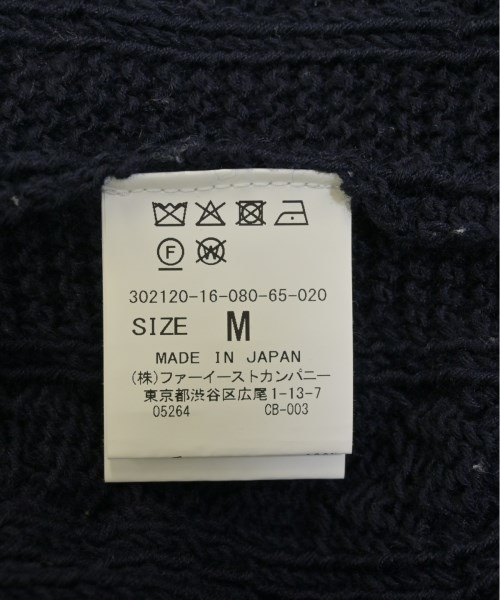 F W
302120-16-080-65-020
SIZE M
MADE IN JAPAN
(株)ファーイーストカンパニー
東京都渋谷区広尾1-13-7
05264 CB-003